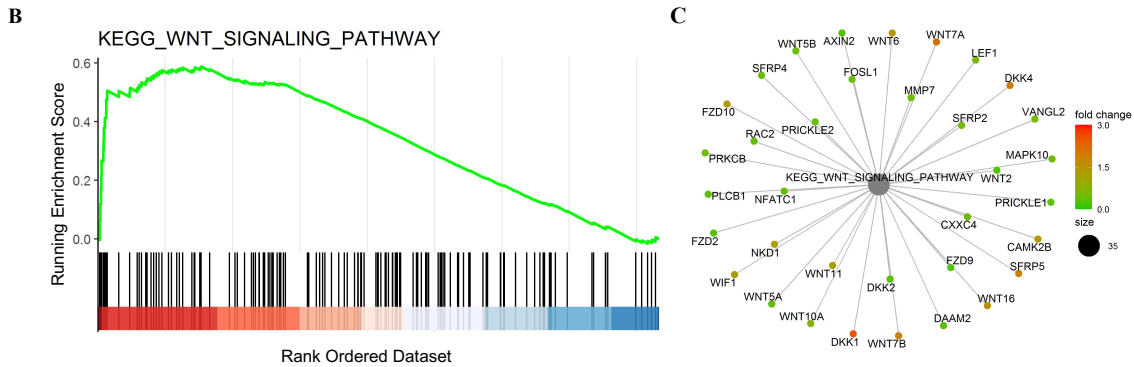 B
KEGG_WNT_SIGNALING_PATHWAY
Running Enrichment Score
0.6
0.4
0.2
0.0
Rank Ordered Dataset
C
AXIN2
WNT6
WNT7A
WNT5B
LEF1
SFRP4
FOSL1
DKK4
MMP7
FZD10
VANGL2
SFRP2
PRICKLE2
RAC2
PRKCB
MAPK10
KEGG_WNT_SIGNALING_PATHWAY
WNT2
PLCB1
NFATC1
PRICKLE1
CXXC4
FZD2
CAMK2B
NKD1
FZD9
SFRP5
WNT11
WIF1
DKK2
WNT5A
WNT16
WNT10A
DAAM2
DKK1
WNT7B
fold change
3.0
1.5
0.0
size
35